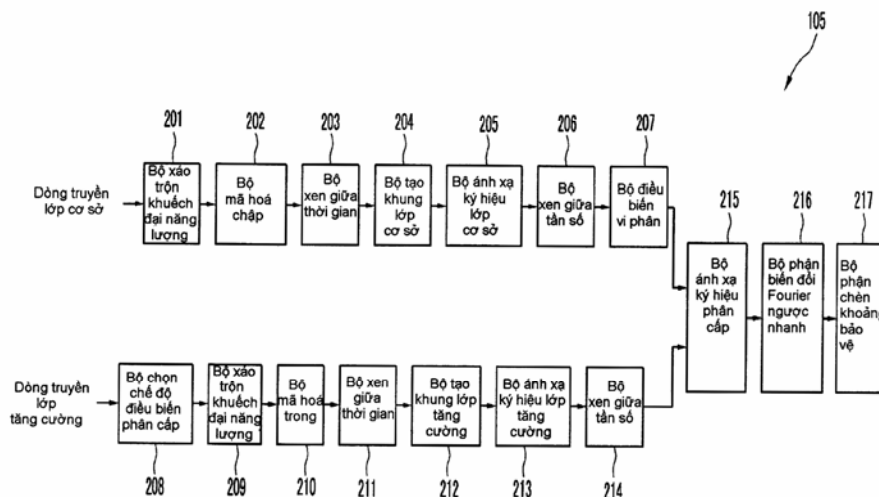 105
201
202
203
204
205
206
207
Dòng truyền
lớp cơ sở
Bộ xáo
trộn
khuếch
đại năng
lượng
Bộ
mã hoá
chập
Bộ
xen giữa
thời gian
Bộ tạo
khung lớp
cơ sở
Bộ ánh xạ
ký hiệu lớp
cơ sở
Bộ
xen giữa
tần số
Bộ điều
biến
vi phân
215
216
217
Bộ
ánh xạ
ký hiệu
phân
cấp
Bộ phận
biến đổi
Fourier
ngược
nhanh
Bộ
phận
chèn
khoảng
bảo
vệ
Dòng truyền
lớp
tăng cường
Bộ chọn
chế độ
điều biến
phân cấp
Bộ xáo
trộn
khuếch
đại năng
lượng
Bộ
mã hoá
trong
Bộ xen
giữa
thời gian
Bộ tạo
khung lớp
tăng
cường
Bộ ánh xạ
ký hiệu lớp
tăng
cường
Bộ
xen giữa
tần số
208
209
210
211
212
213
214